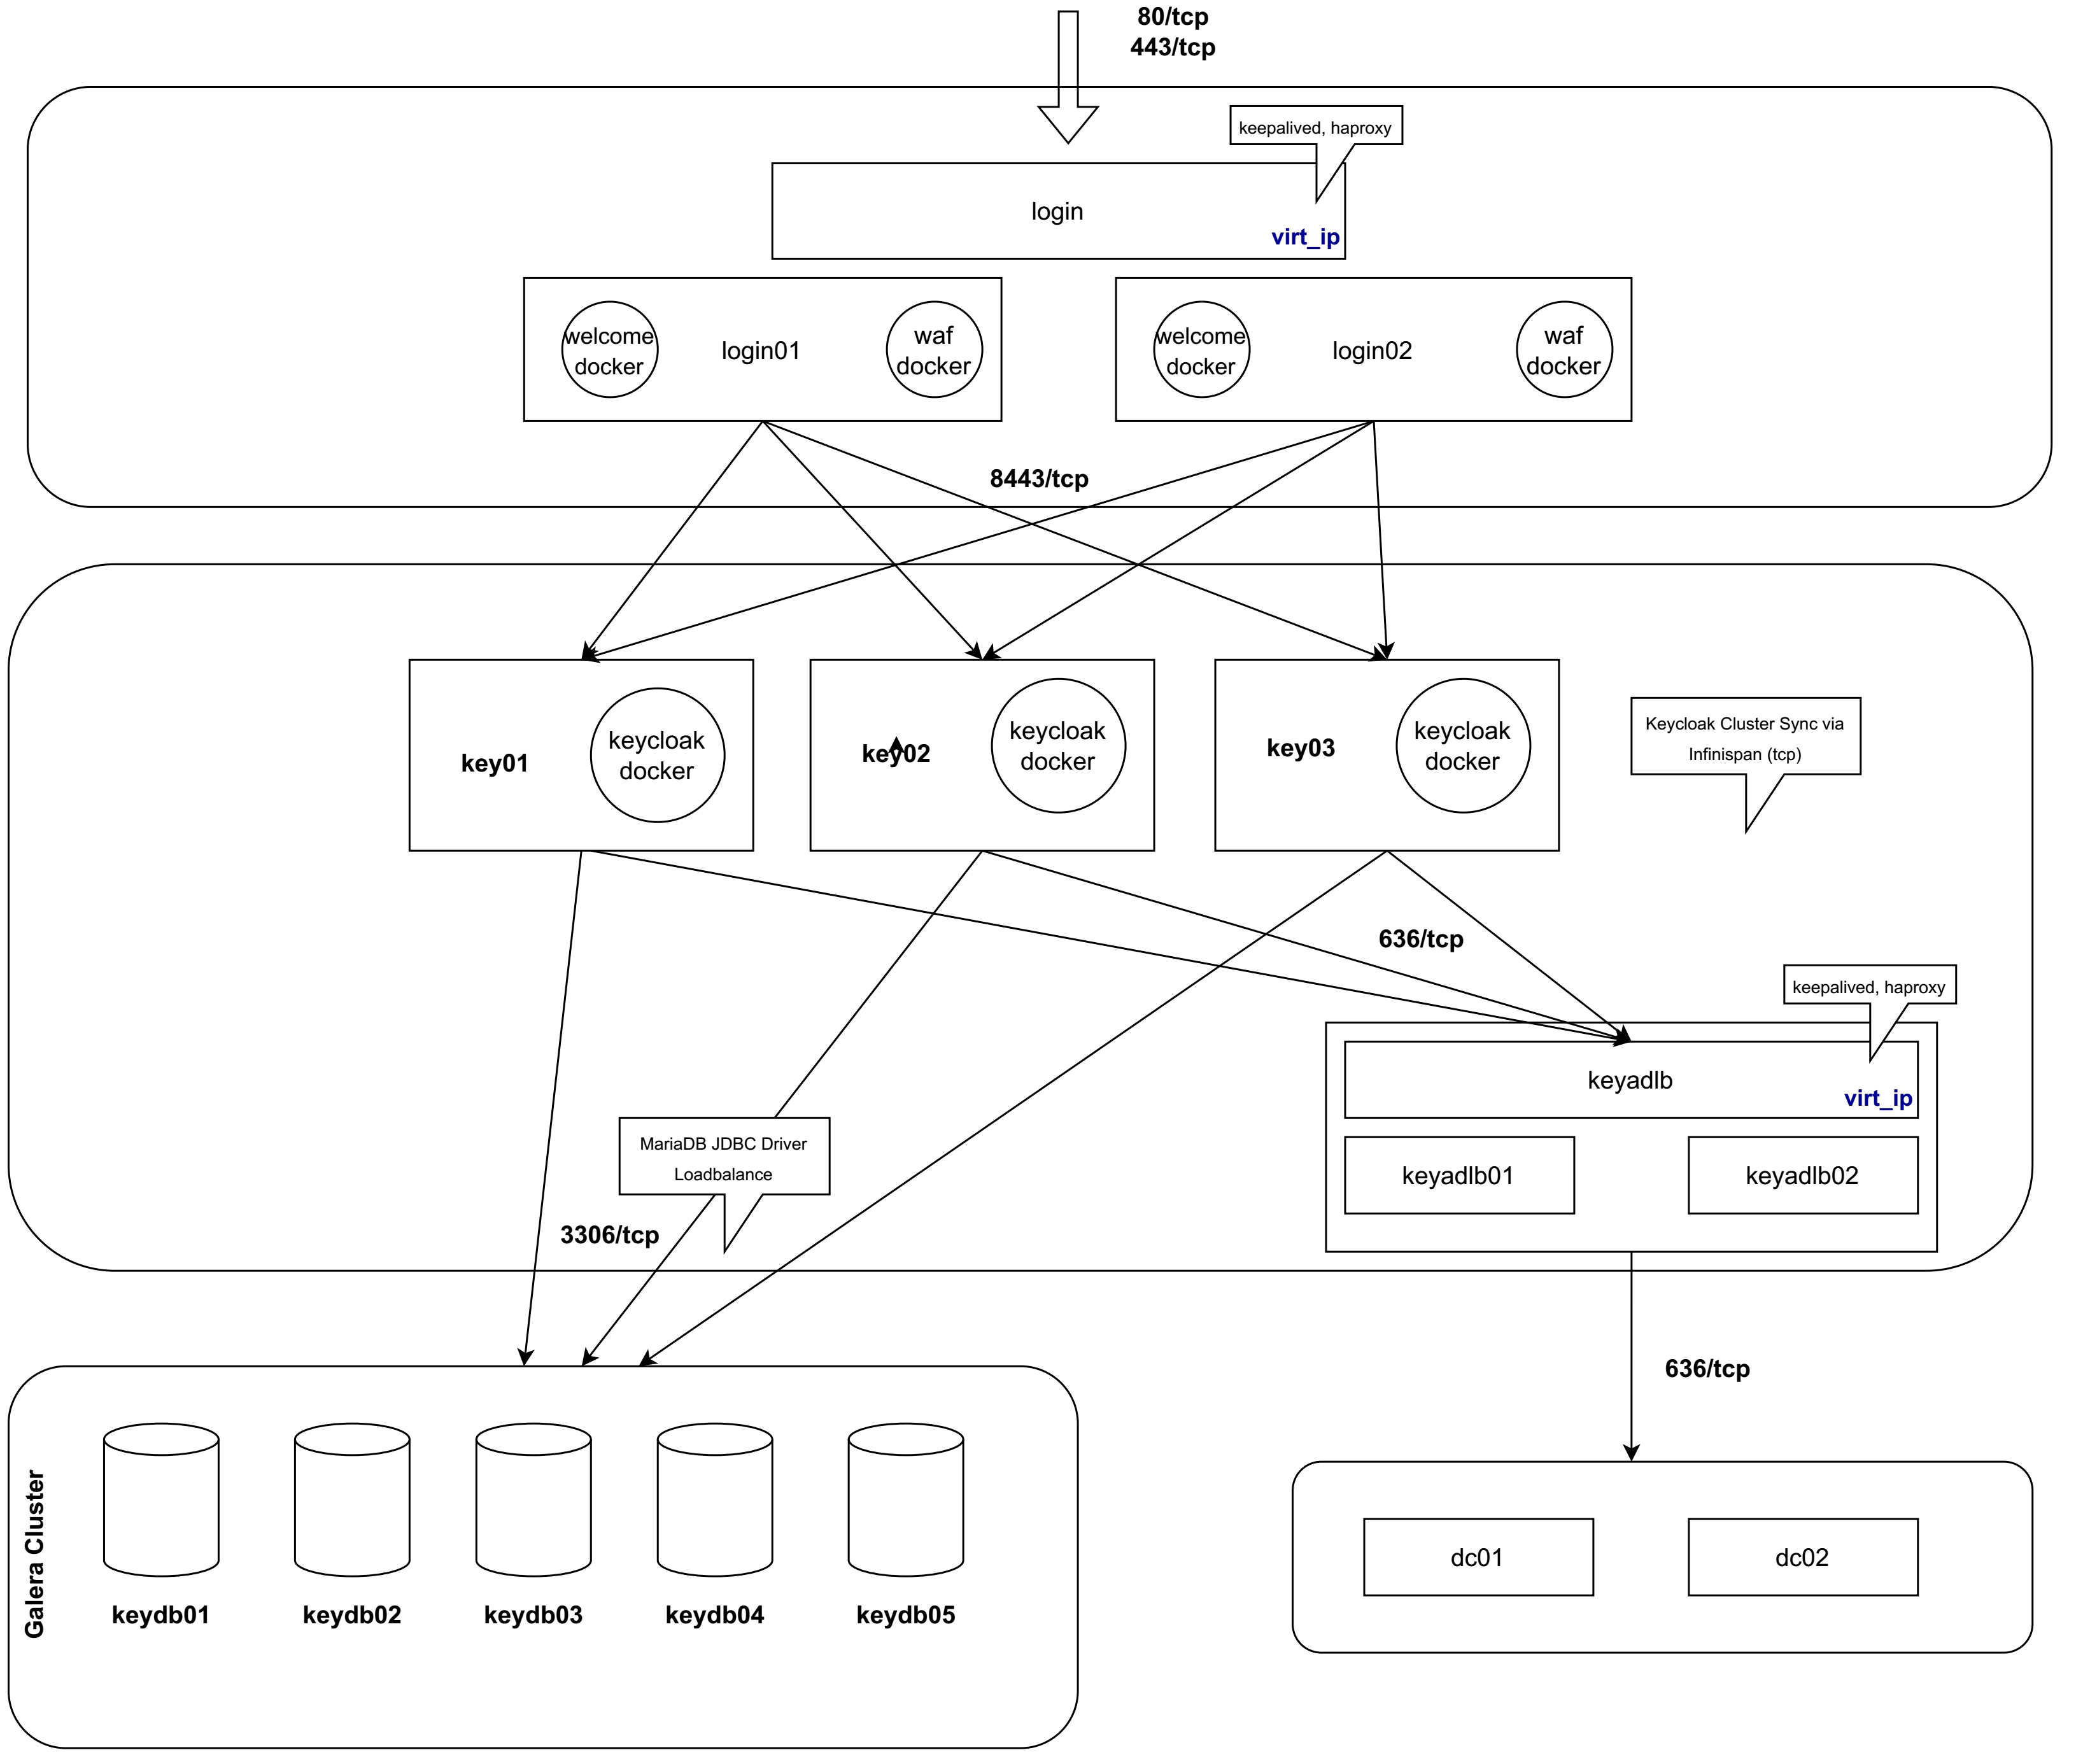 80/tcp
443/tcp
keepalived, haproxy
login
virt_ip
welcome
docker
login01
waf
docker
welcome
docker
login02
waf
docker
8443/tcp
key01
keycloak
docker
key02
keycloak
docker
key03
keycloak
docker
Keycloak Cluster Sync via
Infinispan (tcp)
636/tcp
keepalived, haproxy
keyadlb
virt_ip
MariaDB JDBC Driver
Loadbalance
keyadlb01
keyadlb02
3306/tcp
636/tcp
Galera Cluster
keydb01
keydb02
keydb03
keydb04
keydb05
dc01
dc02